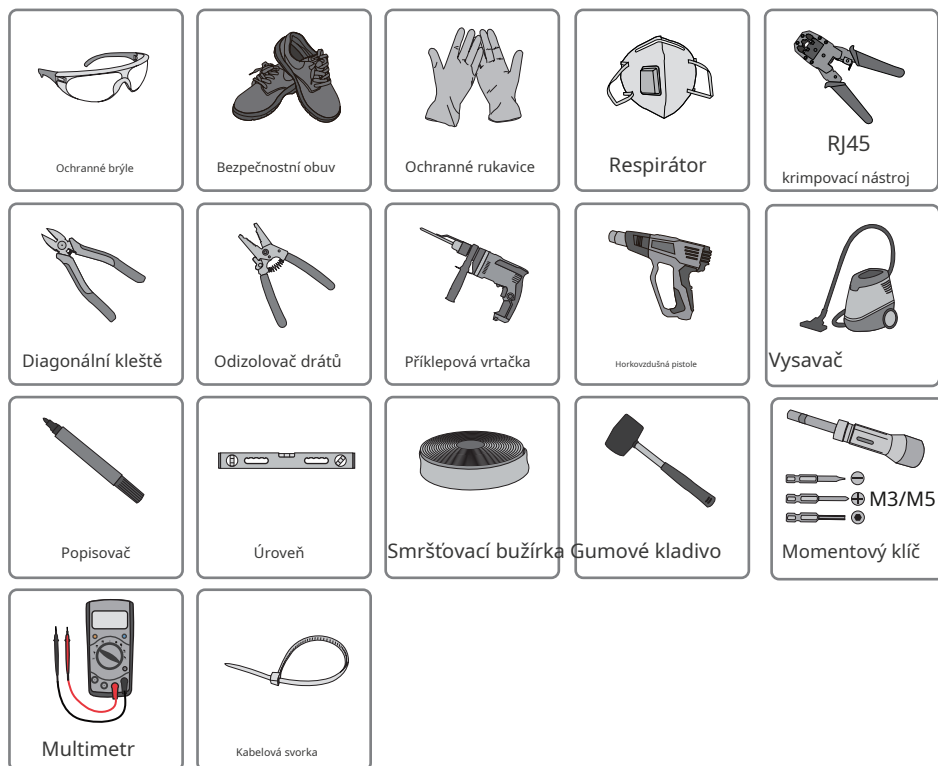 Ochranné brýle
Bezpečnostní obuv
Ochranné rukavice
Respirátor
RJ45
krimpovací nástroj
Diagonální kleště
Odizolovač drátů
Příklepová vrtačka
Horkovzdušná pistole
Vysavač
Popisovač
Úroveň
Smršťovací bužírka
Gumové kladivo
M3/M5
Momentový klíč
Multimetr
Kabelová svorka